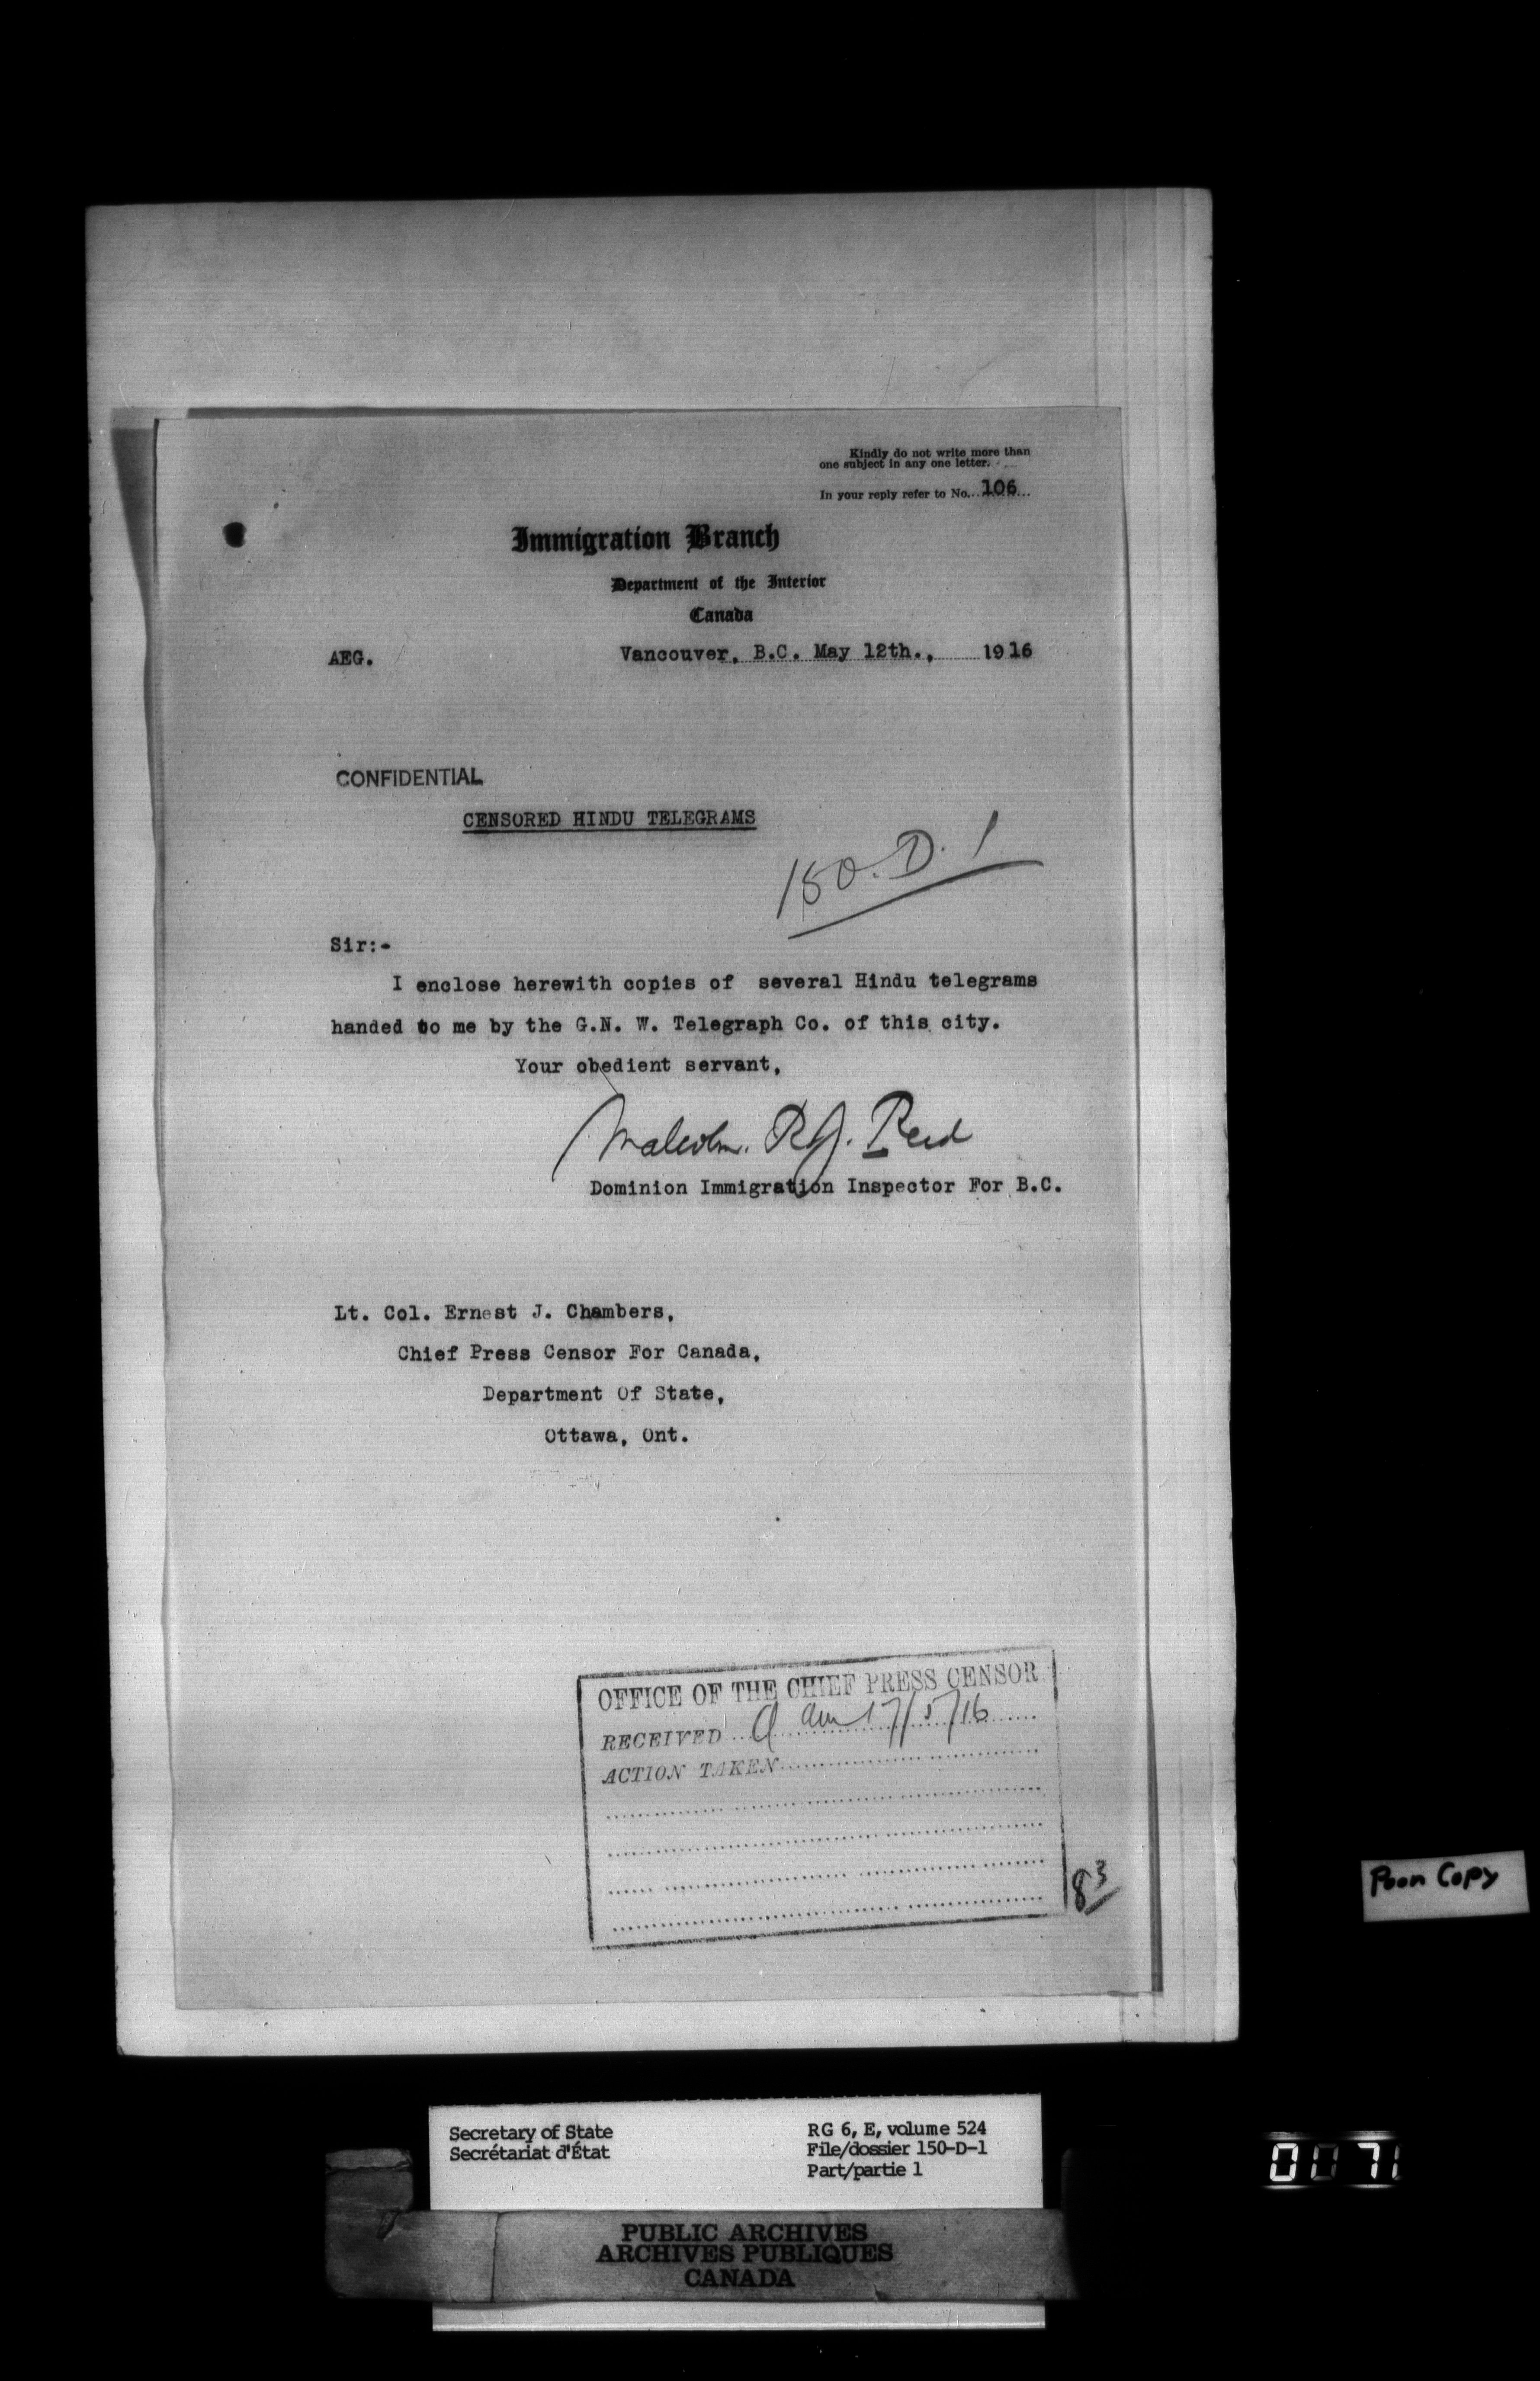 Kindly do not write more than
one subject in any one letter.
In your reply refer to No. 106
Immigration Branch
Department of the Interior
Canada
AEG. Vancouver, B.C. May 12th., 1916
CONFIDENTIAL
CENSORED HINDU TELEGRAMS
150.D.1
Sir:-
I enclose herewith copies of several Hindu telegrams
handed to me by the G.N. W. Telegraph Co. of this city.
Your obedient servant,
Malcolm R.J. Reid
Dominion Immigration Inspector For B.C.
Lt. Col. Ernest J. Chambers,
Chief Press Censor For Canada,
Department Of State,
Ottawa, Ont.
OFFICE OF THE CHIEF PRESS CENSOR
RECEIVED am 17/5/16
ACTION TAKEN
83
Poor Copy
Secretary of State
Secrétariat d'État
RG 6, E, volume 524
File/dossier 150-D-1
Part/partie 1
0071
PUBLIC ARCHIVES
ARCHIVES PUBLIQUES
CANADA